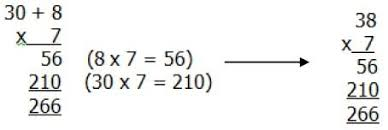 30 + 8
x 7
56 (8 x 7 = 56)
210 (30 x 7 = 210)
266
38
x 7
56
210
266